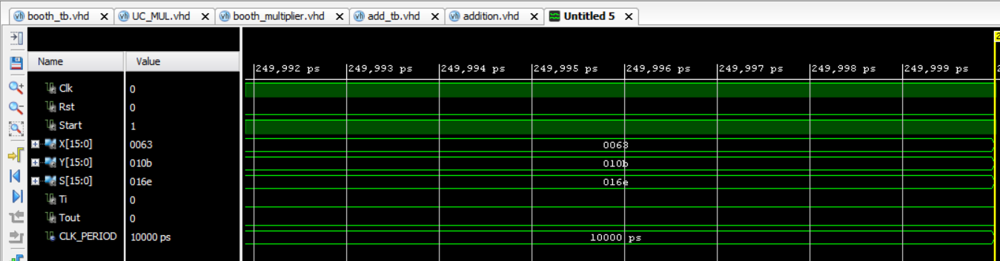 booth_tb.vhd UC_MUL.vhd booth_multiplier.vhd add_tb.vhd addition.vhd Untitled 5
Name Value
249,992 ps 249,993 ps 249,994 ps 249,995 ps 249,996 ps 249,997 ps 249,998 ps 249,999 ps
Clk 0
Rst 0
Start 1
X[15:0] 0063 0063
Y[15:0] 010b 010b
S[15:0] 016e 016e
Ti 0
Tout 0
CLK_PERIOD 10000 ps 10000 ps